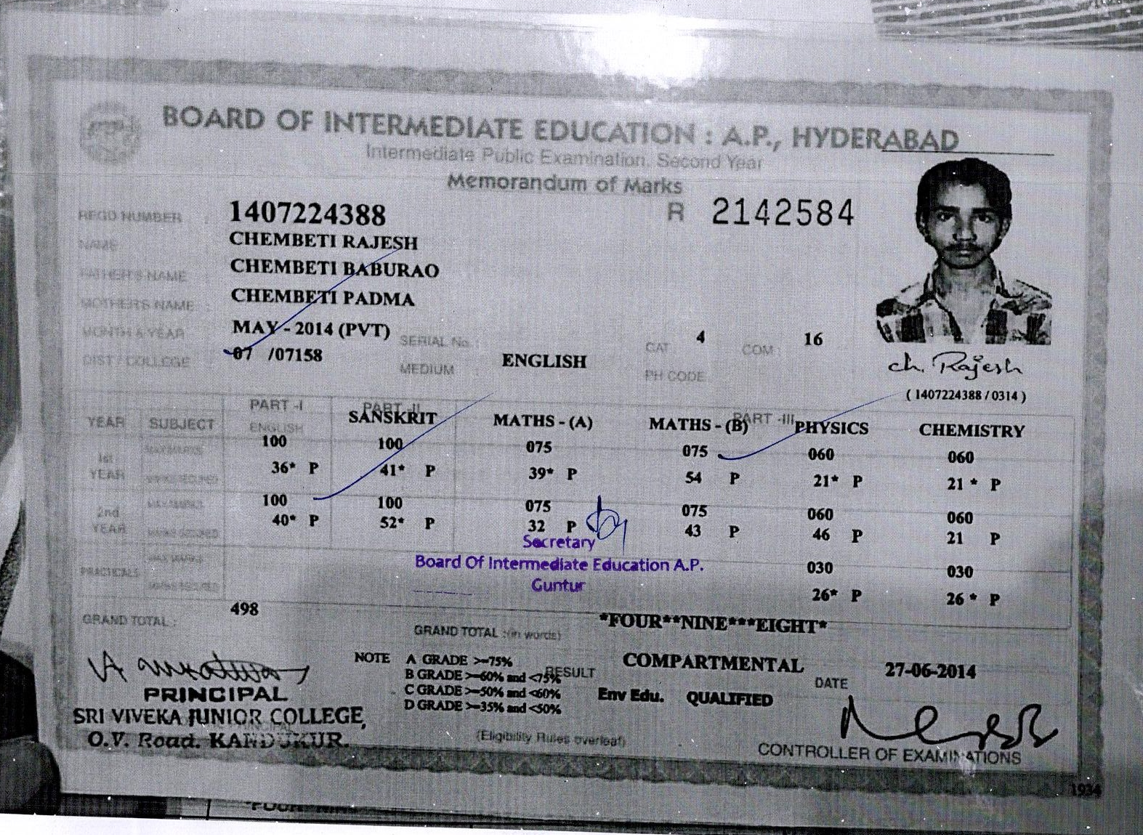 BOARD OF INTERMEDIATE EDUCATION : A.P., HYDERABAD
Intermediate Public Examination, Second Year
Memorandum of Marks
REGD NUMBER : 1407224388 R 2142584
NAME CHEMBETI RAJESH
FATHER'S NAME : CHEMBETI BABURAO
MOTHER'S NAME : CHEMBETI PADMA
MONTH & YEAR MAY - 2014 (PVT) SERIAL No. : CAT 4 COM : 16
DIST / COLLEGE : 07 /07158 MEDIUM : ENGLISH PH CODE
ch. Rajesh
( 1407224388 / 0314 )
PART -I PART -II PART -III
YEAR SUBJECT ENGLISH SANSKRIT MATHS - (A) MATHS - (B) PHYSICS CHEMISTRY
1st YEAR MAX MARKS 100 100 075 075 060 060
MARKS SECURED 36* P 41* P 39* P 54 P 21* P 21 * P
2nd YEAR MAX MARKS 100 100 075 075 060 060
MARKS SECURED 40* P 52* P 32 P 43 P 46 P 21 P
PRACTICALS MAX MARKS 030 030
MARKS SECURED 26* P 26 * P
Secretary
Board Of Intermediate Education A.P.
Guntur
GRAND TOTAL : 498 GRAND TOTAL :(in words) *FOUR**NINE***EIGHT*
NOTE A GRADE >=75%
B GRADE >=60% and <75%
C GRADE >=50% and <60%
D GRADE >=35% and <50%
RESULT COMPARTMENTAL DATE 27-06-2014
Env Edu. QUALIFIED
PRINCIPAL
SRI VIVEKA JUNIOR COLLEGE,
O.V. Road. KANDUKUR.
(Eligibility Rules overleaf)
CONTROLLER OF EXAMINATIONS
1934